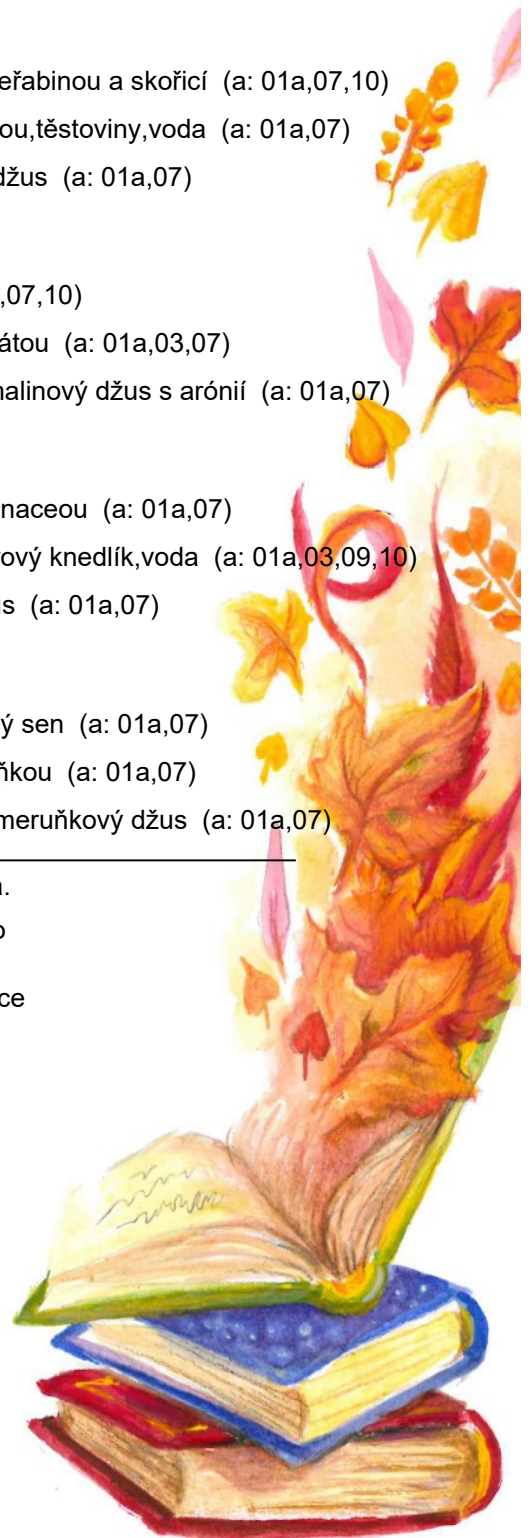 eřabinou a skořicí (a: 01a,07,10)
ou,těstoviny,voda (a: 01a,07)
džus (a: 01a,07)
,07,10)
átou (a: 01a,03,07)
malinový džus s arónií (a: 01a,07)
naceou (a: 01a,07)
rový knedlík,voda (a: 01a,03,09,10)
us (a: 01a,07)
ý sen (a: 01a,07)
ňkou (a: 01a,07)
meruňkový džus (a: 01a,07)
a.
o
ce